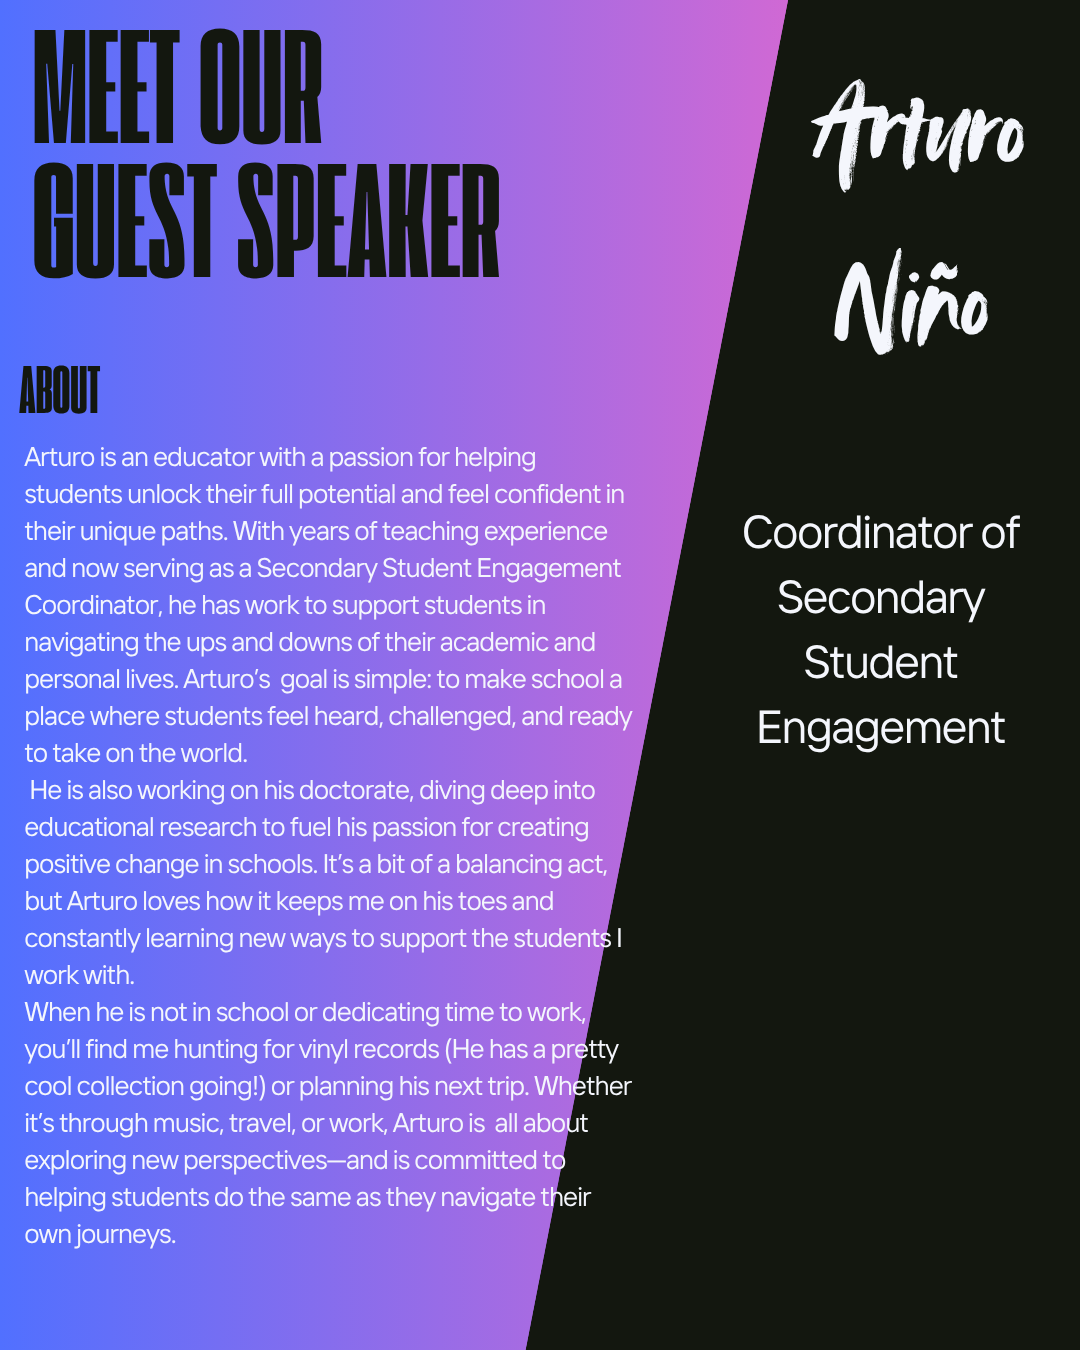 MEET OUR
GUEST SPEAKER
Arturo
Niño
Coordinator of
Secondary
Student
Engagement
ABOUT
Arturo is an educator with a passion for helping
students unlock their full potential and feel confident in
their unique paths. With years of teaching experience
and now serving as a Secondary Student Engagement
Coordinator, he has work to support students in
navigating the ups and downs of their academic and
personal lives. Arturo’s  goal is simple: to make school a
place where students feel heard, challenged, and ready
to take on the world.
He is also working on his doctorate, diving deep into
educational research to fuel his passion for creating
positive change in schools. It’s a bit of a balancing act,
but Arturo loves how it keeps me on his toes and
constantly learning new ways to support the students I
work with.
When he is not in school or dedicating time to work,
you’ll find me hunting for vinyl records (He has a pretty
cool collection going!) or planning his next trip. Whether
it’s through music, travel, or work, Arturo is  all about
exploring new perspectives—and is committed to
helping students do the same as they navigate their
own journeys.